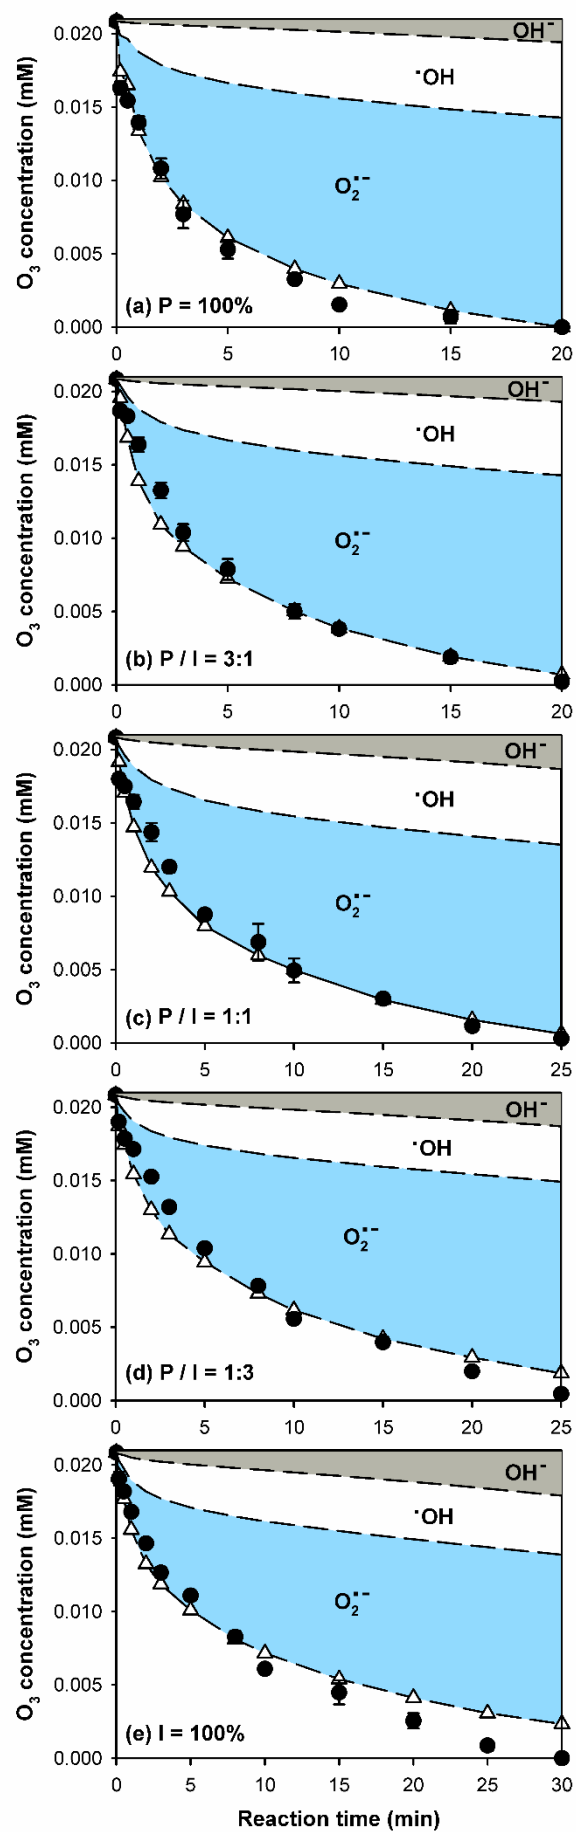 O₃ concentration (mM)
0.020
0.015
0.010
0.005
0.000
OH⁻
˙OH
O₂˙⁻
(a) P = 100%
0 5 10 15 20
O₃ concentration (mM)
0.020
0.015
0.010
0.005
0.000
OH⁻
˙OH
O₂˙⁻
(b) P / I = 3:1
0 5 10 15 20
O₃ concentration (mM)
0.020
0.015
0.010
0.005
0.000
OH⁻
˙OH
O₂˙⁻
(c) P / I = 1:1
0 5 10 15 20 25
O₃ concentration (mM)
0.020
0.015
0.010
0.005
0.000
OH⁻
˙OH
O₂˙⁻
(d) P / I = 1:3
0 5 10 15 20 25
O₃ concentration (mM)
0.020
0.015
0.010
0.005
0.000
OH⁻
˙OH
O₂˙⁻
(e) I = 100%
0 5 10 15 20 25 30
Reaction time (min)